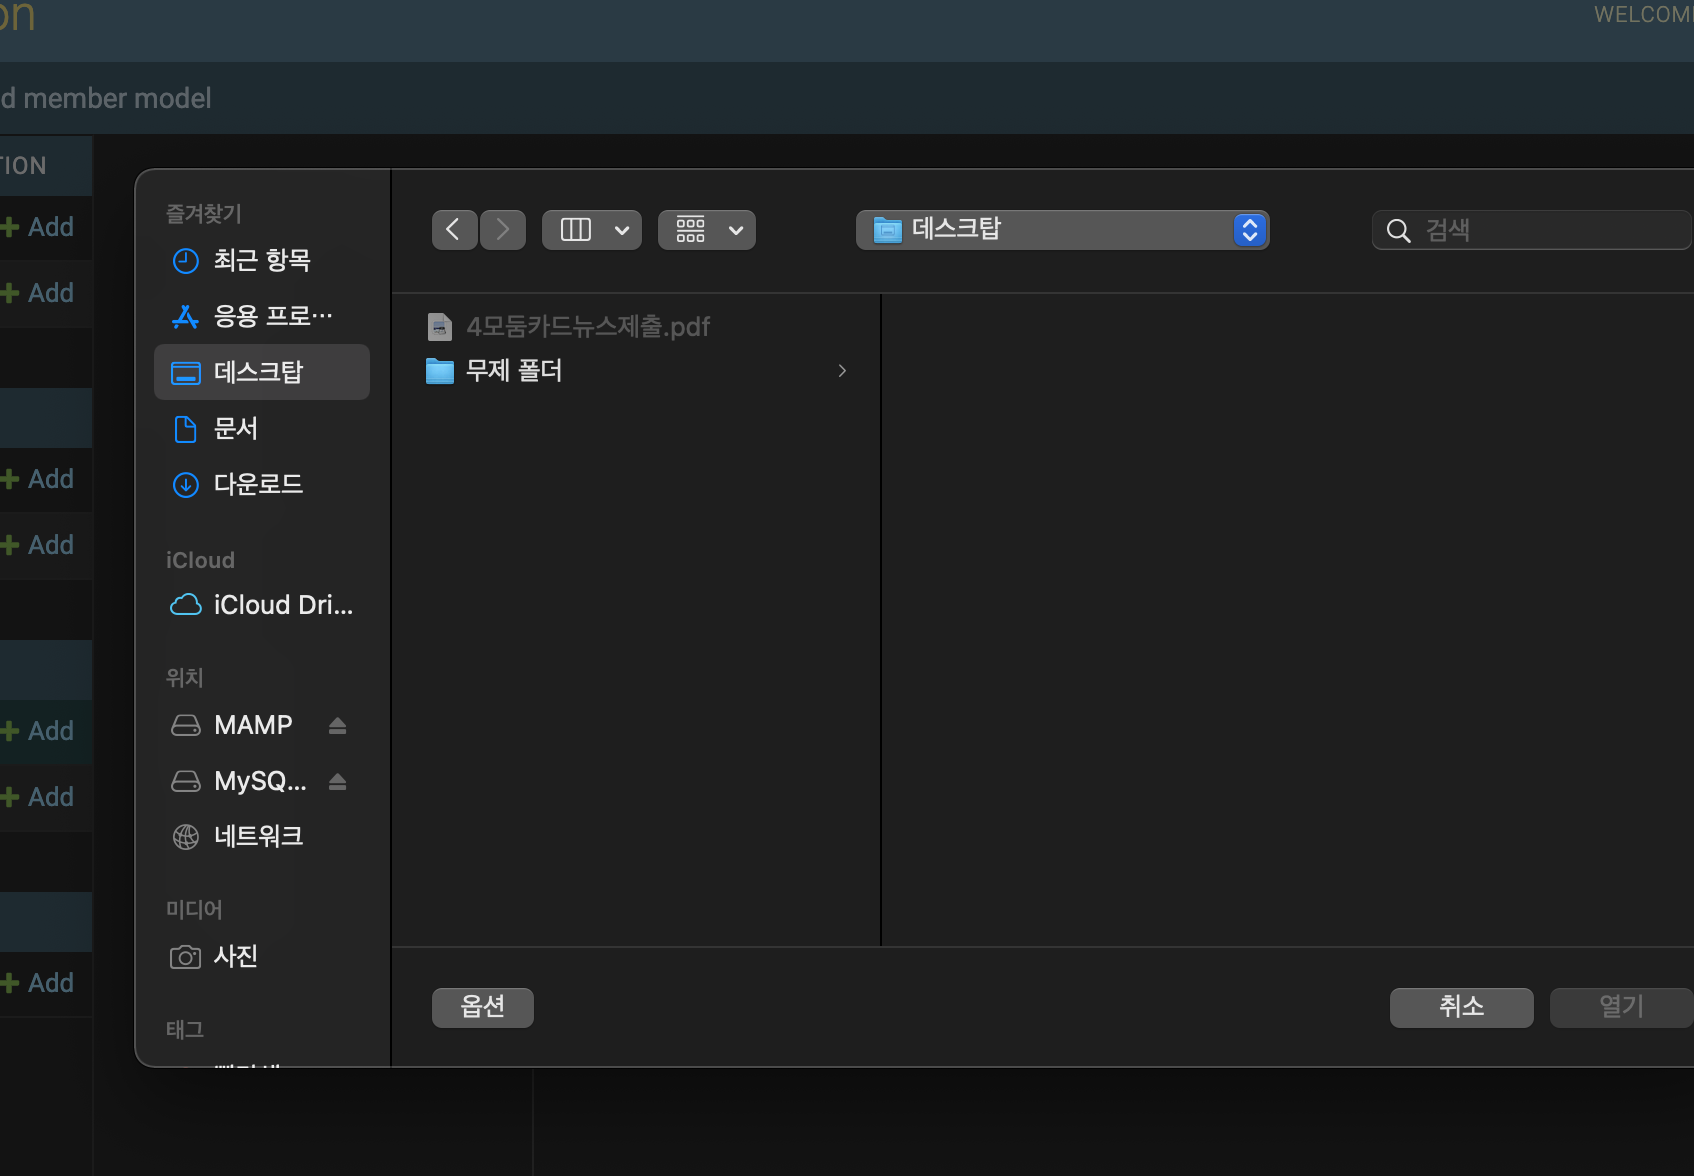 on
WELCOME
d member model
TION
Add
Add
Add
Add
Add
Add
Add
즐겨찾기
최근 항목
응용 프로…
데스크탑
문서
다운로드
iCloud
iCloud Dri...
위치
MAMP
MySQ...
네트워크
미디어
사진
태그
데스크탑
검색
4모둠카드뉴스제출.pdf
무제 폴더
옵션
취소
열기